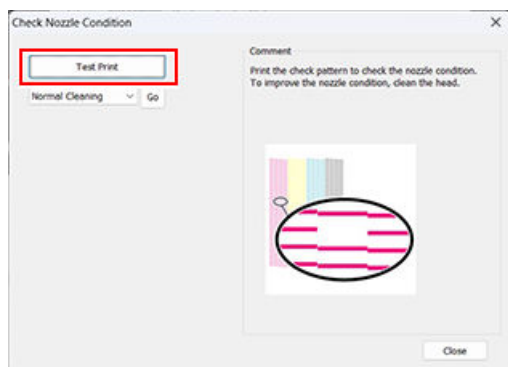 Check Nozzle Condition
Test Print
Normal Cleaning
Go
Comment
Print the check pattern to check the nozzle condition.
To improve the nozzle condition, clean the head.
Close